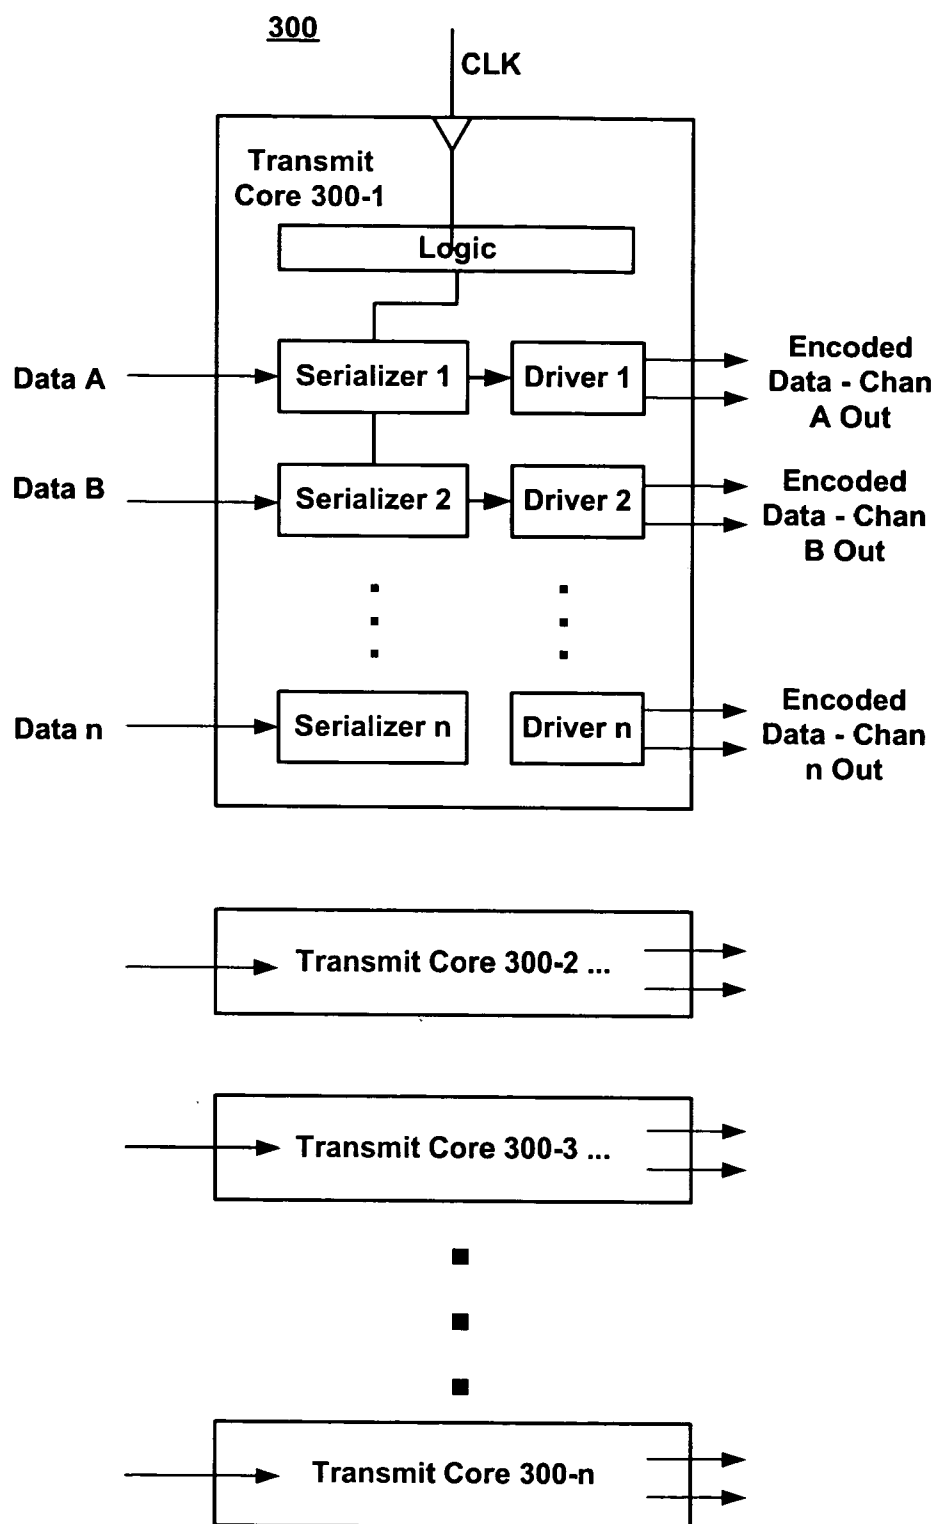 300
CLK
Transmit
Core 300-1
Logic
Data A
Serializer 1
Driver 1
Encoded
Data - Chan
A Out
Data B
Serializer 2
Driver 2
Encoded
Data - Chan
B Out
Data n
Serializer n
Driver n
Encoded
Data - Chan
n Out
Transmit Core 300-2 ...
Transmit Core 300-3 ...
Transmit Core 300-n